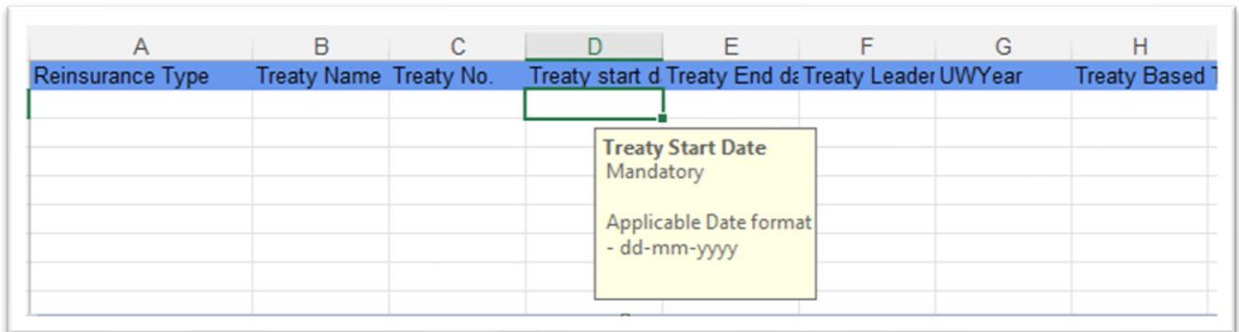 A B C D E F G H
Reinsurance Type Treaty Name Treaty No. Treaty start d Treaty End da Treaty Leader UWYear Treaty Based T
Treaty Start Date
Mandatory
Applicable Date format
- dd-mm-yyyy